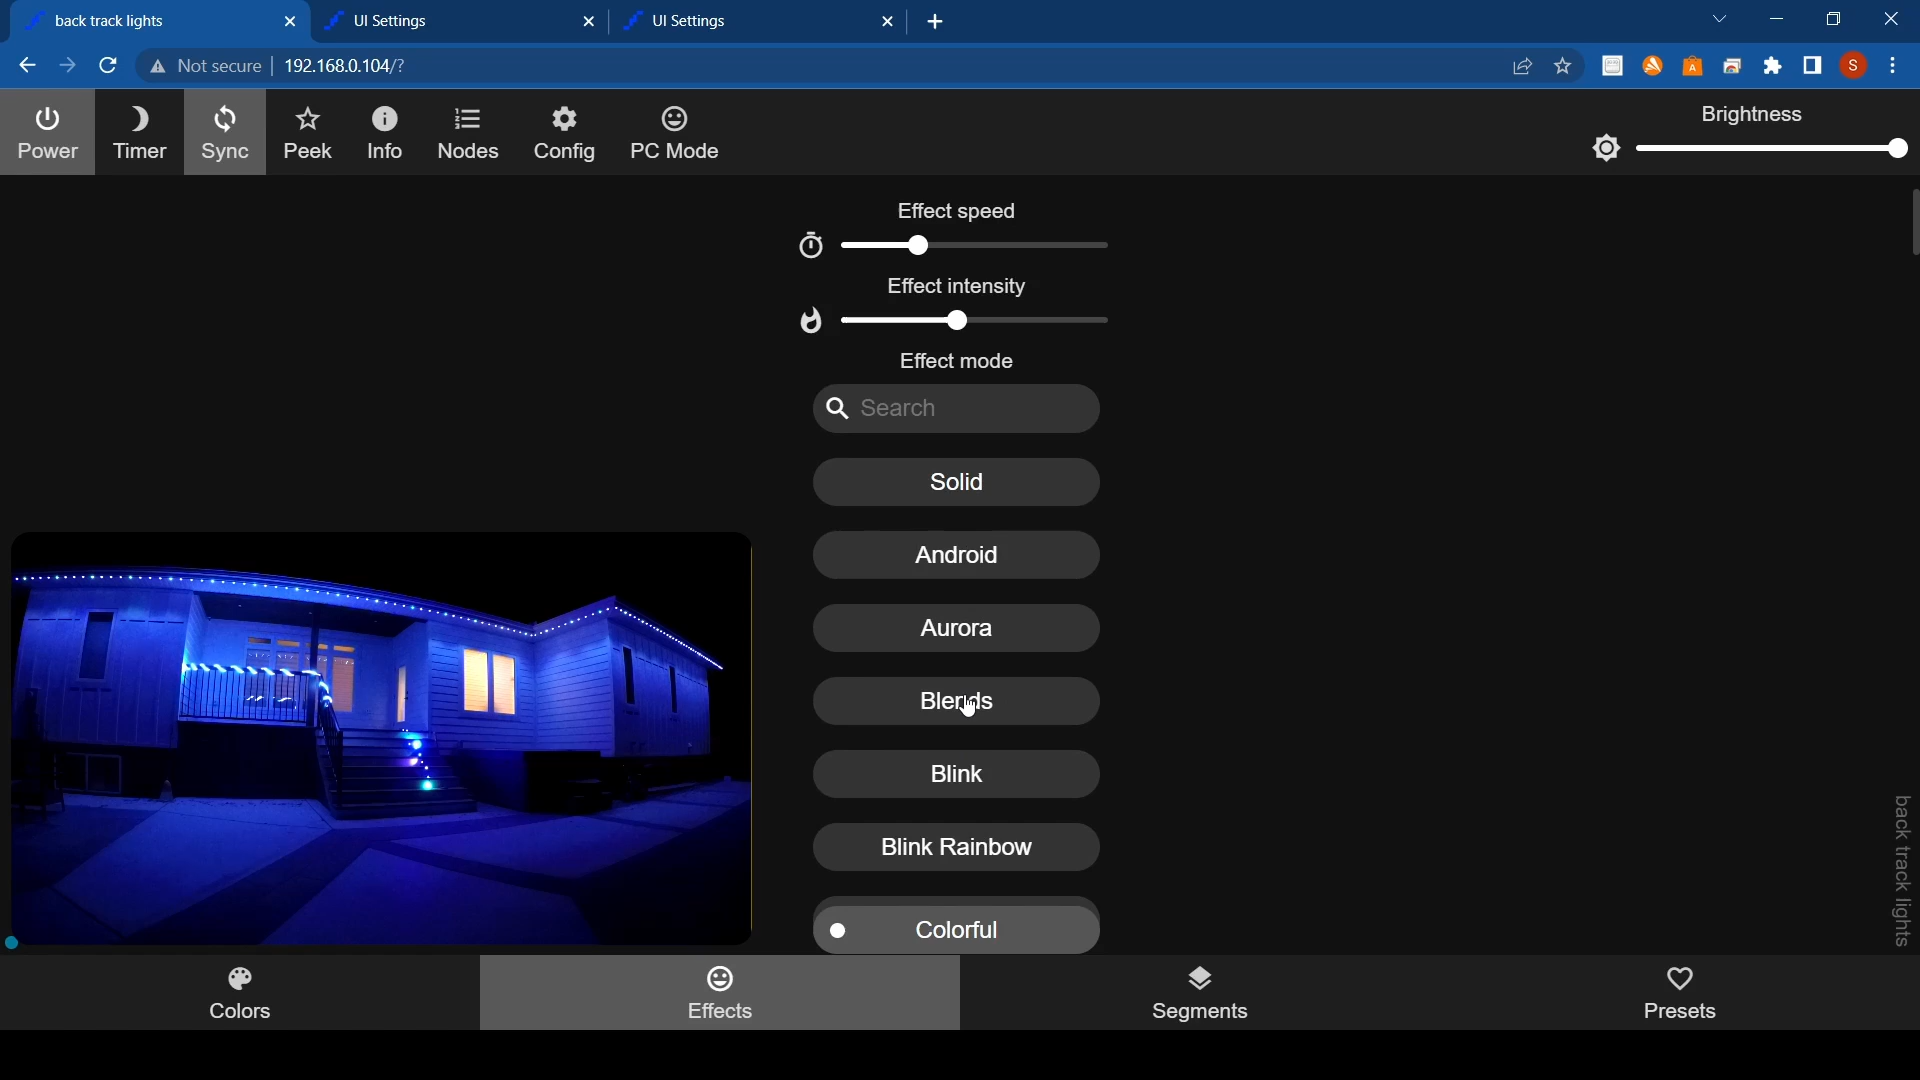 back track lights
UI Settings
UI Settings
Not secure
192.168.0.104/?
S
Power
Timer
Sync
Peek
Info
Nodes
Config
PC Mode
Brightness
Effect speed
Effect intensity
Effect mode
Search
Solid
Android
Aurora
Blends
Blink
Blink Rainbow
Colorful
back track lights
Colors
Effects
Segments
Presets